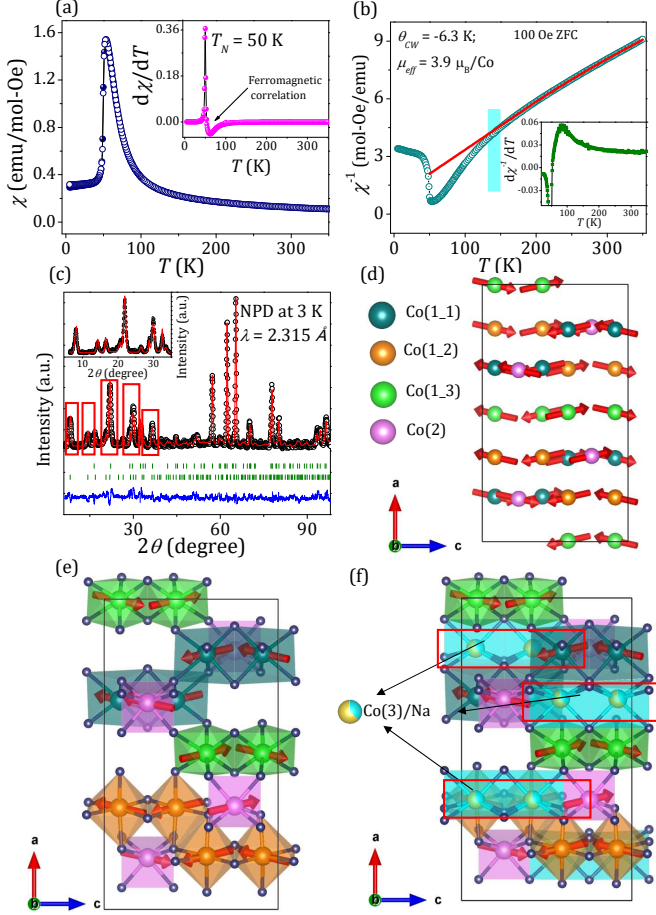 (a)
χ (emu/mol-Oe)
1.6
1.2
0.8
0.4
0.0
0 100 200 300
T (K)
dχ/dT
0.36
0.18
0.00
T_N = 50 K
Ferromagnetic
correlation
0 100 200 300
T (K)
(b)
χ⁻¹ (mol-Oe/emu)
9
6
3
0
0 100 200 300
T (K)
θ_CW = -6.3 K;
100 Oe ZFC
μ_eff = 3.9 μ_B/Co
dχ⁻¹/dT
0.06
0.03
0.00
-0.03
100 200 300
T (K)
(c)
Intensity (a.u.)
NPD at 3 K
λ = 2.315 Å
10 20 30
2θ (degree)
Intensity (a.u.)
30 60 90
2θ (degree)
(d)
Co(1_1)
Co(1_2)
Co(1_3)
Co(2)
a
b
c
(e)
a
b
c
(f)
Co(3)/Na
a
b
c